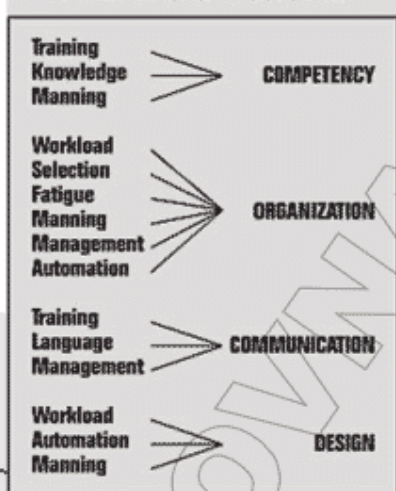 Training
Knowledge COMPETENCY
Manning
Workload
Selection
Fatigue
Manning ORGANIZATION
Management
Automation
Training
Language COMMUNICATION
Management
Workload
Automation DESIGN
Manning